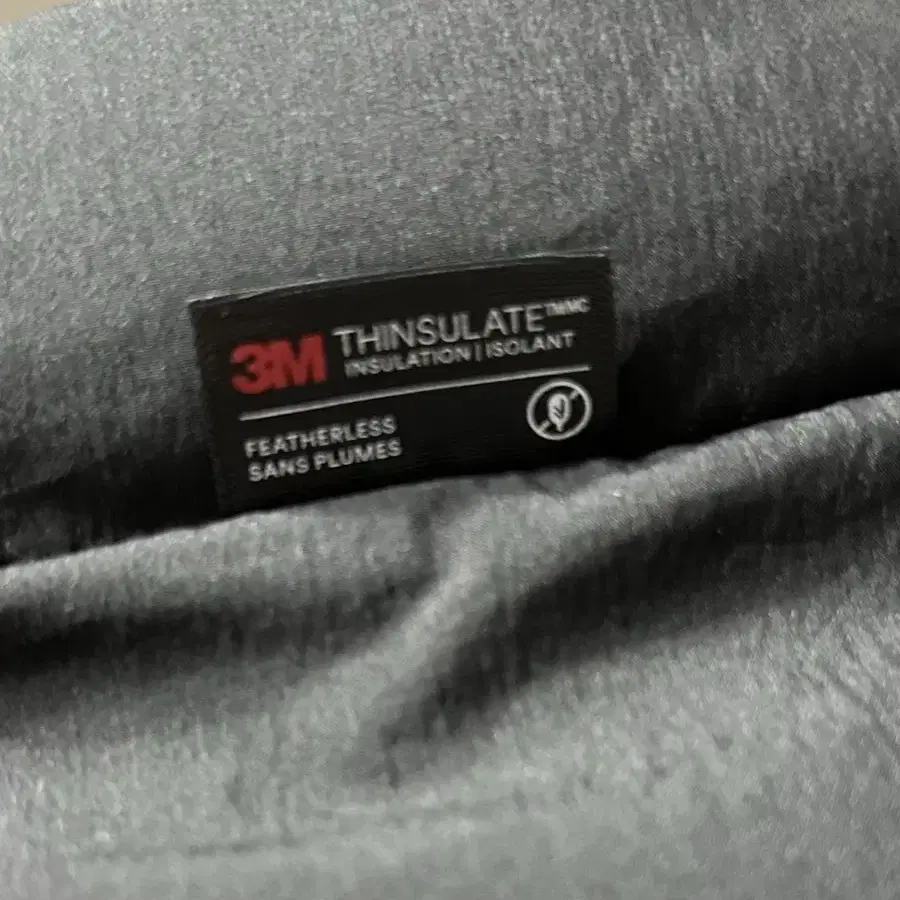 3M THINSULATE™MC
INSULATION | ISOLANT
FEATHERLESS
SANS PLUMES